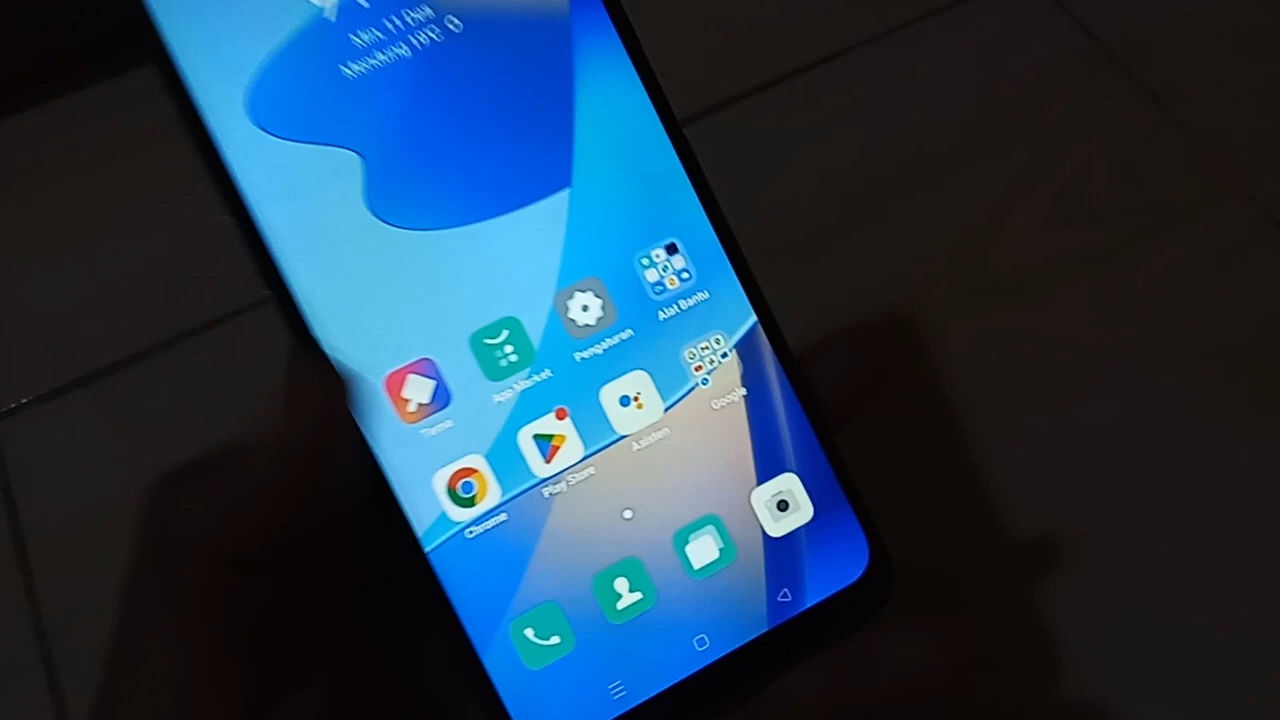 Tema
App Market
Pengaturan
Alat Bantu
Chrome
Play Store
Asisten
Google